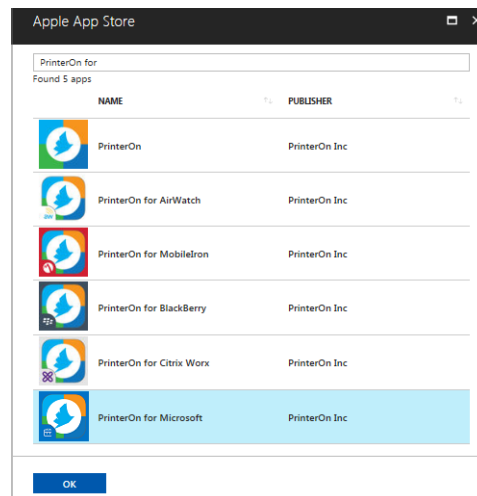 Apple App Store
PrinterOn for
Found 5 apps
NAME PUBLISHER
PrinterOn PrinterOn Inc
PrinterOn for AirWatch PrinterOn Inc
PrinterOn for MobileIron PrinterOn Inc
PrinterOn for BlackBerry PrinterOn Inc
PrinterOn for Citrix Worx PrinterOn Inc
PrinterOn for Microsoft PrinterOn Inc
OK